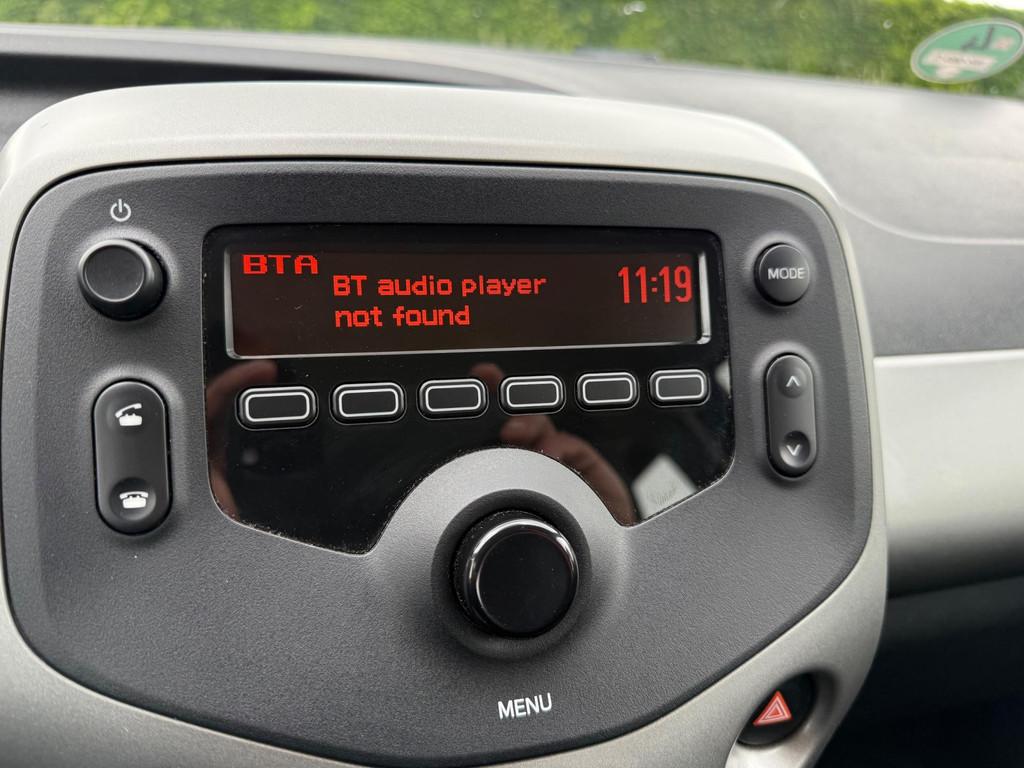 BTA
BT audio player
not found
11:19
MODE
MENU